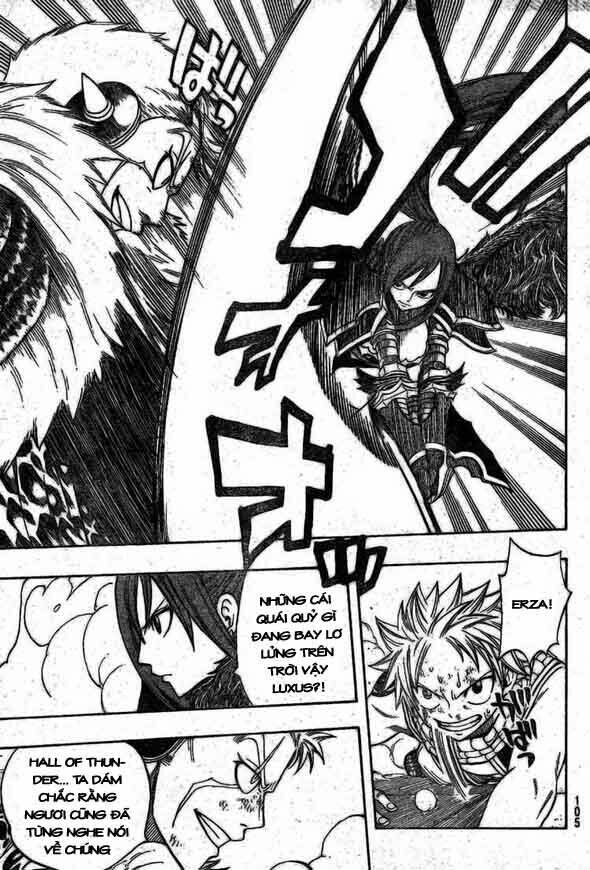 ERZA!
NHỮNG CÁI
QUÁI QUỶ GÌ
ĐANG BAY LƠ
LỬNG TRÊN
TRỜI VẬY
LUXUS?!
HALL OF THUN-
DER... TA DÁM
CHẮC RẰNG
NGƯƠI CŨNG ĐÃ
TỪNG NGHE NÓI
VỀ CHÚNG
105